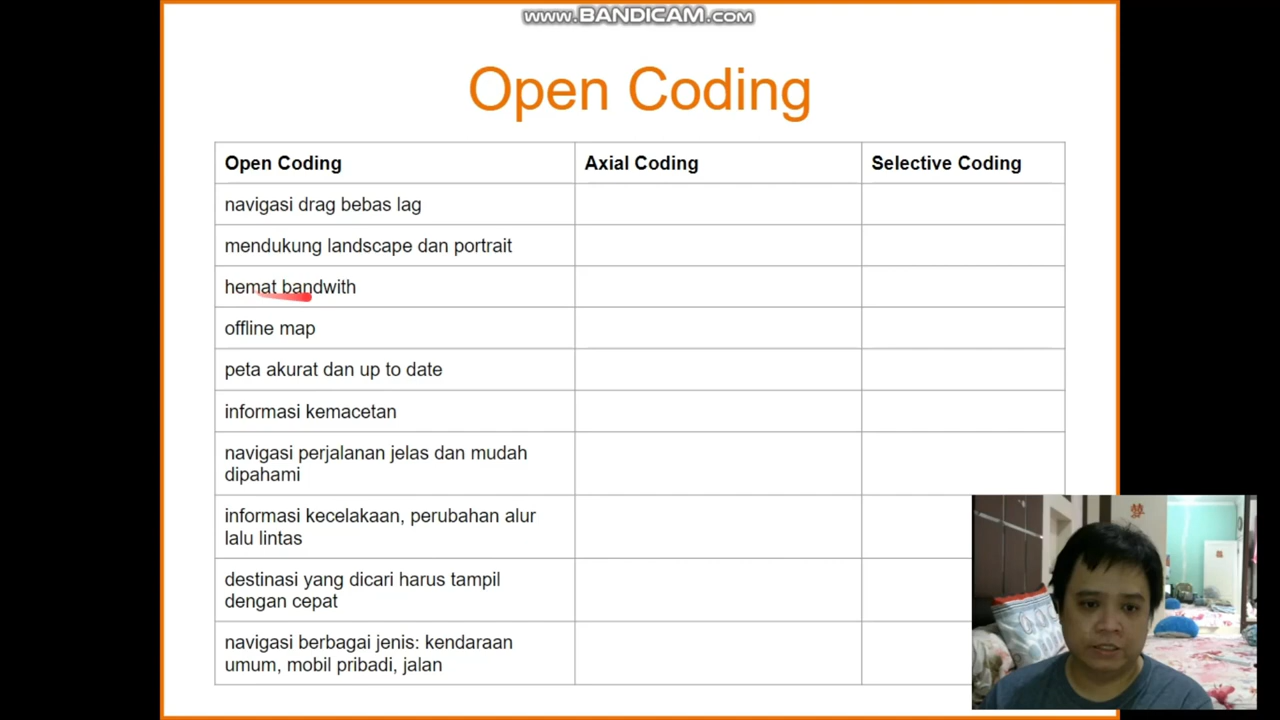 www.BANDICAM.com
Open Coding
Open Coding Axial Coding Selective Coding
navigasi drag bebas lag
mendukung landscape dan portrait
hemat bandwith
offline map
peta akurat dan up to date
informasi kemacetan
navigasi perjalanan jelas dan mudah
dipahami
informasi kecelakaan, perubahan alur
lalu lintas
destinasi yang dicari harus tampil
dengan cepat
navigasi berbagai jenis: kendaraan
umum, mobil pribadi, jalan